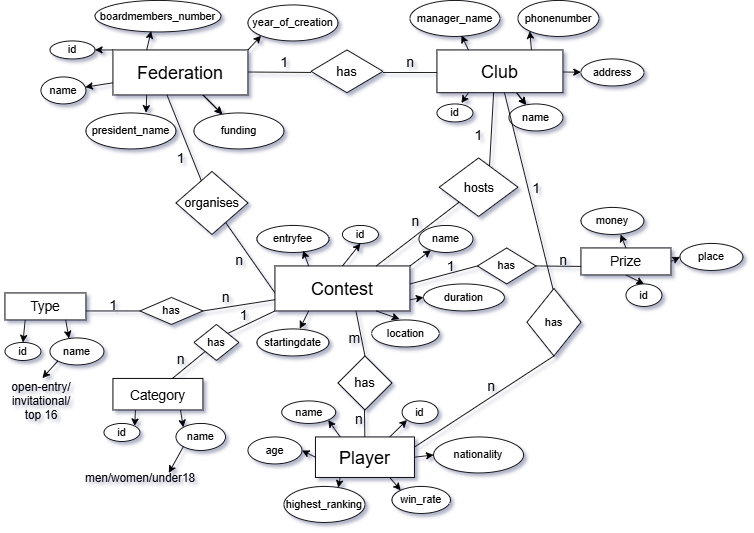 boardmembers_number
manager_name
phonenumber
year_of_creation
id
Federation
1
has
n
Club
address
name
president_name
funding
id
name
1
1
1
organises
hosts
n
n
entryfee
id
name
money
place
1
has
n
Prize
id
Contest
duration
Type
1
has
n
1
startingdate
location
has
id
name
has
n
m
open-entry/
invitational/
top 16
has
n
Category
n
id
name
name
id
men/women/under18
age
Player
nationality
highest_ranking
win_rate